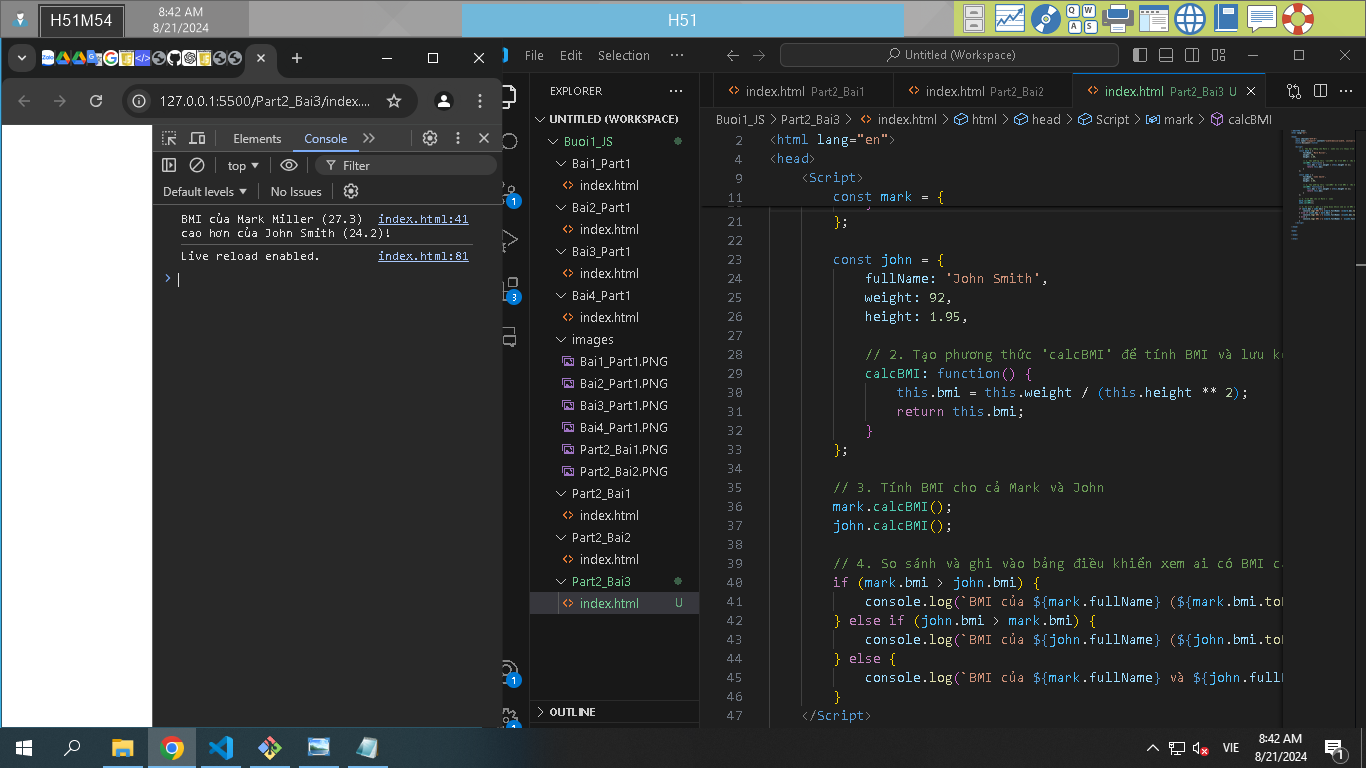 H51M54
8:42 AM
8/21/2024
H51
127.0.0.1:5500/Part2_Bai3/index....
Elements
Console
top
Filter
Default levels
No Issues
BMI của Mark Miller (27.3) index.html:41
cao hơn của John Smith (24.2)!
Live reload enabled. index.html:81
File Edit Selection ...
Untitled (Workspace)
EXPLORER
UNTITLED (WORKSPACE)
Buoi1_JS
Bai1_Part1
index.html
Bai2_Part1
index.html
Bai3_Part1
index.html
Bai4_Part1
index.html
images
Bai1_Part1.PNG
Bai2_Part1.PNG
Bai3_Part1.PNG
Bai4_Part1.PNG
Part2_Bai1.PNG
Part2_Bai2.PNG
Part2_Bai1
index.html
Part2_Bai2
index.html
Part2_Bai3
index.html U
OUTLINE
1
3
1
index.html Part2_Bai1
index.html Part2_Bai2
index.html Part2_Bai3 U
Buoi1_JS > Part2_Bai3 > index.html > html > head > Script > mark > calcBMI
2 <html lang="en">
4 <head>
9 <Script>
11 const mark = {
21 };
22
23 const john = {
24 fullName: 'John Smith',
25 weight: 92,
26 height: 1.95,
27
28 // 2. Tạo phương thức 'calcBMI' để tính BMI và lưu k
29 calcBMI: function() {
30 this.bmi = this.weight / (this.height ** 2);
31 return this.bmi;
32 }
33 };
34
35 // 3. Tính BMI cho cả Mark và John
36 mark.calcBMI();
37 john.calcBMI();
38
39 // 4. So sánh và ghi vào bảng điều khiển xem ai có BMI c
40 if (mark.bmi > john.bmi) {
41 console.log(`BMI của ${mark.fullName} (${mark.bmi.to
42 } else if (john.bmi > mark.bmi) {
43 console.log(`BMI của ${john.fullName} (${john.bmi.to
44 } else {
45 console.log(`BMI của ${mark.fullName} và ${john.full
46 }
47 </Script>
VIE
8:42 AM
8/21/2024
1